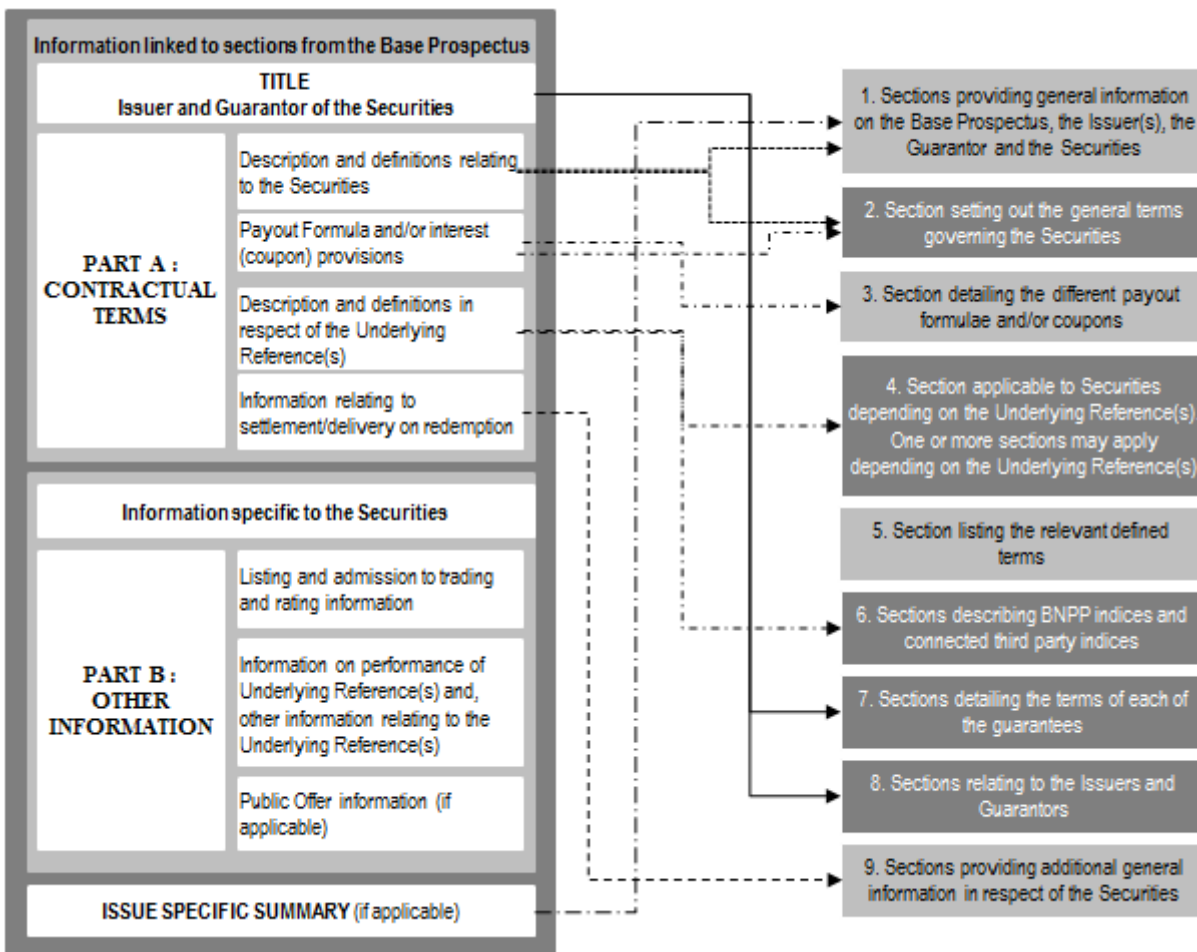 Information linked to sections from the Base Prospectus
TITLE
Issuer and Guarantor of the Securities
PART A :
CONTRACTUAL
TERMS
Description and definitions relating
to the Securities
Payout Formula and/or interest
(coupon) provisions
Description and definitions in
respect of the Underlying
Reference(s)
Information relating to
settlement/delivery on redemption
Information specific to the Securities
PART B :
OTHER
INFORMATION
Listing and admission to trading
and rating information
Information on performance of
Underlying Reference(s) and,
other information relating to the
Underlying Reference(s)
Public Offer information (if
applicable)
ISSUE SPECIFIC SUMMARY (if applicable)
1. Sections providing general information
on the Base Prospectus, the Issuer(s), the
Guarantor and the Securities
2. Section setting out the general terms
governing the Securities
3. Section detailing the different payout
formulae and/or coupons
4. Section applicable to Securities
depending on the Underlying Reference(s)
One or more sections may apply
depending on the Underlying Reference(s)
5. Section listing the relevant defined
terms
6. Sections describing BNPP indices and
connected third party indices
7. Sections detailing the terms of each of
the guarantees
8. Sections relating to the Issuers and
Guarantors
9. Sections providing additional general
information in respect of the Securities